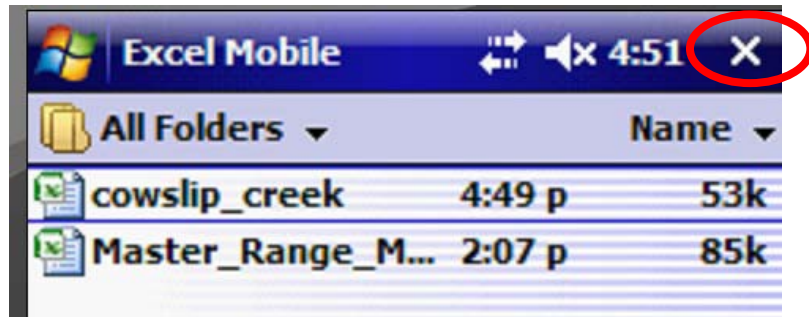 Excel Mobile 4:51
All Folders Name
cowslip_creek 4:49 p 53k
Master_Range_M... 2:07 p 85k